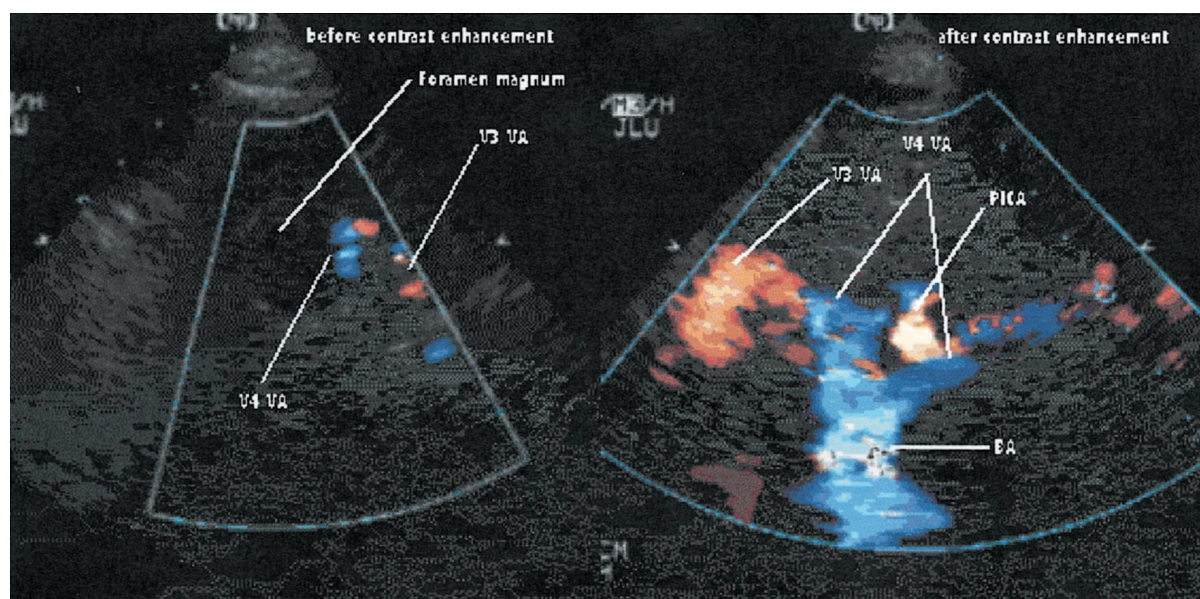 before contrast enhancement
Foramen magnum
V3 VA
V4 VA
after contrast enhancement
JLU
V4 VA
V3 VA
PICA
BA